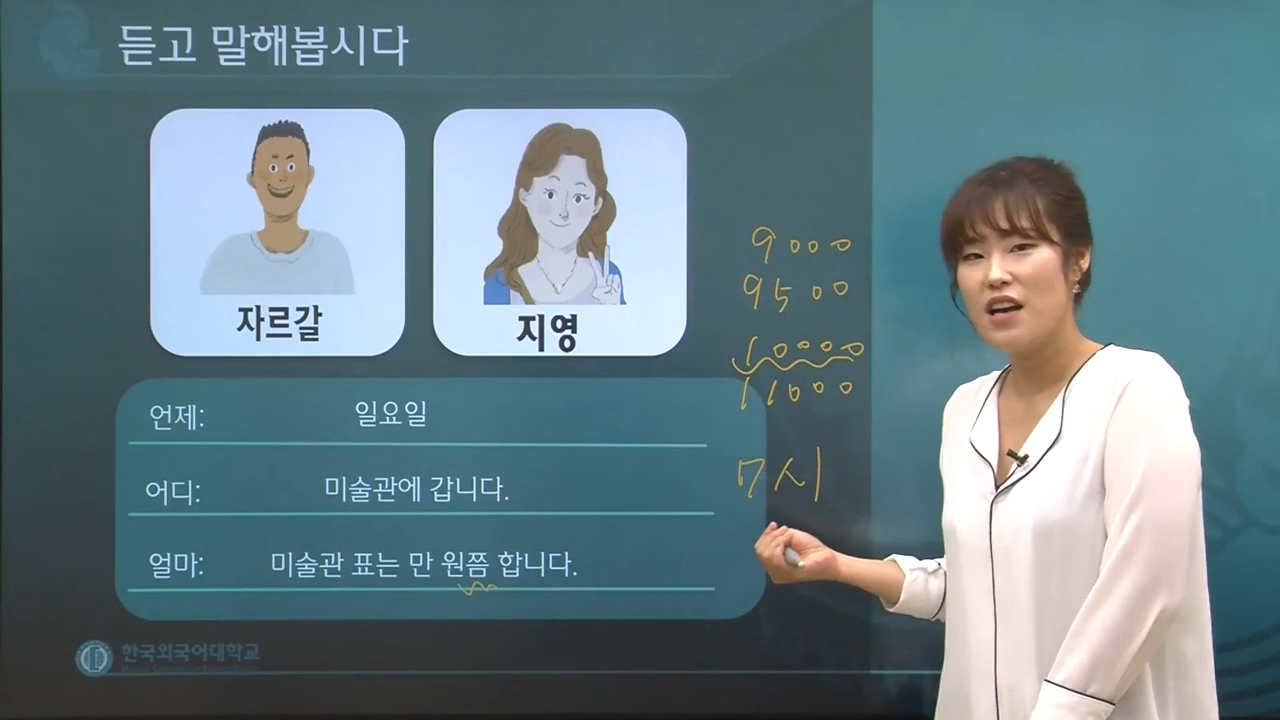 듣고 말해봅시다
자르갈
지영
9000
9500
10000
11000
언제: 일요일
어디: 미술관에 갑니다.
7시
얼마: 미술관 표는 만 원쯤 합니다.
한국외국어대학교